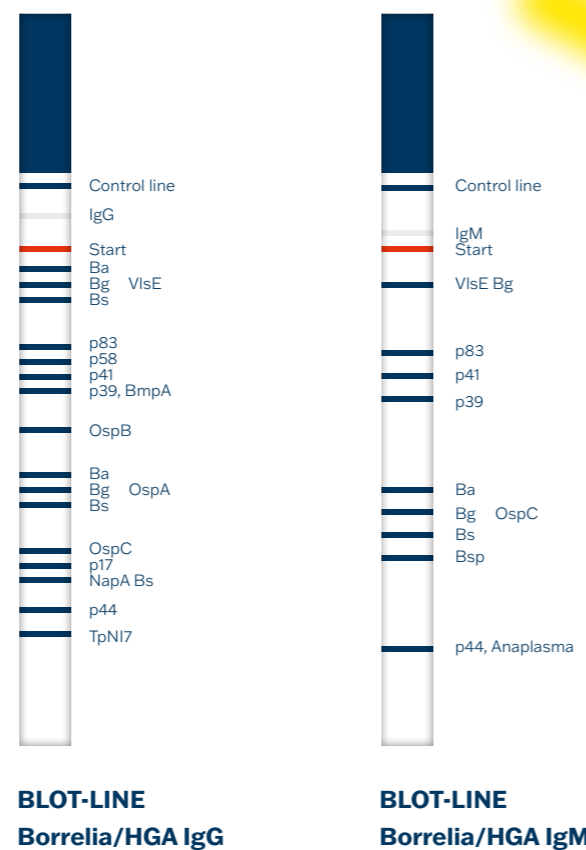 Control line
IgG
Start
Ba
Bg VlsE
Bs
p83
p58
p41
p39, BmpA
OspB
Ba
Bg OspA
Bs
OspC
p17
NapA Bs
p44
TpNI7
BLOT-LINE
Borrelia/HGA IgG
Control line
IgM
Start
VlsE Bg
p83
p41
p39
Ba
Bg OspC
Bs
Bsp
p44, Anaplasma
BLOT-LINE
Borrelia/HGA IgM